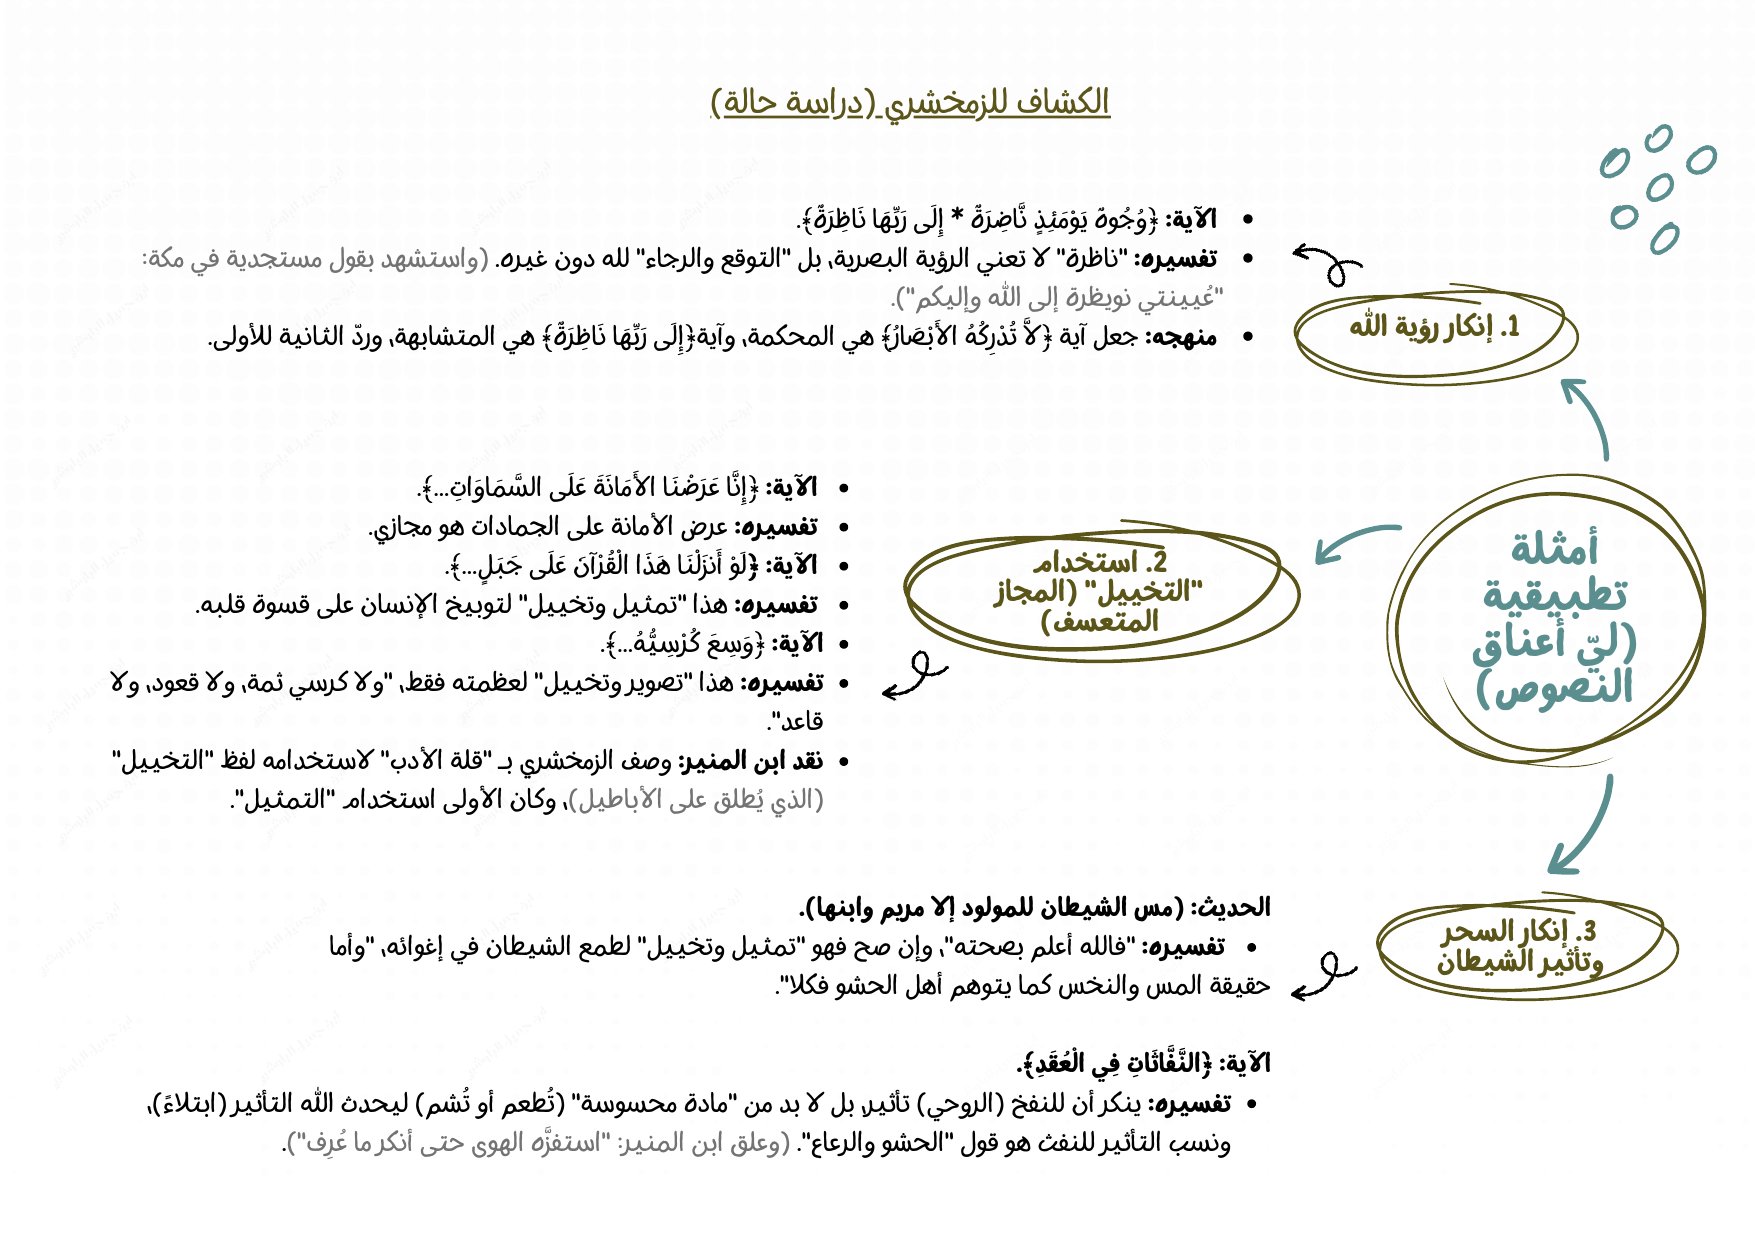 الكشاف للزمخشري (دراسة حالة)
أمثلة
تطبيقية
(ليّ أعناق
النصوص)
1. إنكار رؤية الله
الآية: ﴿وُجُوهٌ يَوْمَئِذٍ نَّاضِرَةٌ * إِلَى رَبِّهَا نَاظِرَةٌ﴾.
تفسيره: "ناظرة" لا تعني الرؤية البصرية، بل "التوقع والرجاء" لله دون غيره. (واستشهد بقول مستجدية في مكة:
"عُيينتي نويظرة إلى الله وإليكم").
منهجه: جعل آية ﴿لاَّ تُدْرِكُهُ الأَبْصَارُ﴾ هي المحكمة، وآية﴿إِلَى رَبِّهَا نَاظِرَةٌ﴾ هي المتشابهة، وردّ الثانية للأولى.
2. استخدام
"التخييل" (المجاز
المتعسف)
الآية: ﴿إِنَّا عَرَضْنَا الأَمَانَةَ عَلَى السَّمَاوَاتِ...﴾.
تفسيره: عرض الأمانة على الجمادات هو مجازي.
الآية: ﴿لَوْ أَنزَلْنَا هَذَا الْقُرْآنَ عَلَى جَبَلٍ...﴾.
تفسيره: هذا "تمثيل وتخييل" لتوبيخ الإنسان على قسوة قلبه.
الآية: ﴿وَسِعَ كُرْسِيُّهُ...﴾.
تفسيره: هذا "تصوير وتخييل" لعظمته فقط، "ولا كرسي ثمة، ولا قعود، ولا
قاعد".
نقد ابن المنير: وصف الزمخشري بـ "قلة الأدب" لاستخدامه لفظ "التخييل"
(الذي يُطلق على الأباطيل)، وكان الأولى استخدام "التمثيل".
3. إنكار السحر
وتأثير الشيطان
الحديث: (مس الشيطان للمولود إلا مريم وابنها).
تفسيره: "فالله أعلم بصحته"، وإن صح فهو "تمثيل وتخييل" لطمع الشيطان في إغوائه، "وأما
حقيقة المس والنخس كما يتوهم أهل الحشو فكلا".
الآية: ﴿النَّفَّاثَاتِ فِي الْعُقَدِ﴾.
تفسيره: ينكر أن للنفخ (الروحي) تأثير، بل لا بد من "مادة محسوسة" (تُطعم أو تُشم) ليحدث الله التأثير (ابتلاءً)،
ونسب التأثير للنفث هو قول "الحشو والرعاع". (وعلق ابن المنير: "استفزَّه الهوى حتى أنكر ما عُرِف").